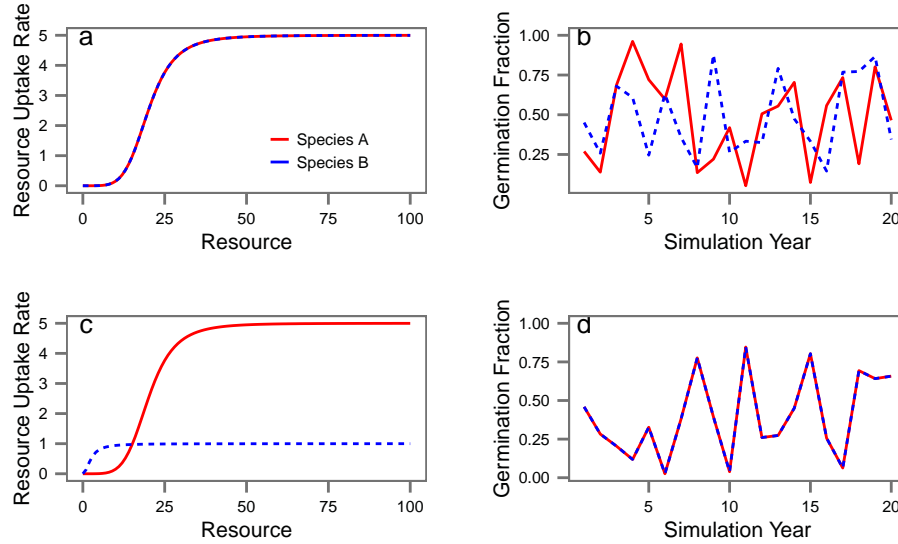 a
Resource Uptake Rate
5
4
3
2
1
0
Species A
Species B
0 25 50 75 100
Resource
b
Germination Fraction
1.00
0.75
0.50
0.25
5 10 15 20
Simulation Year
c
Resource Uptake Rate
5
4
3
2
1
0
0 25 50 75 100
Resource
d
Germination Fraction
1.00
0.75
0.50
0.25
0.00
5 10 15 20
Simulation Year